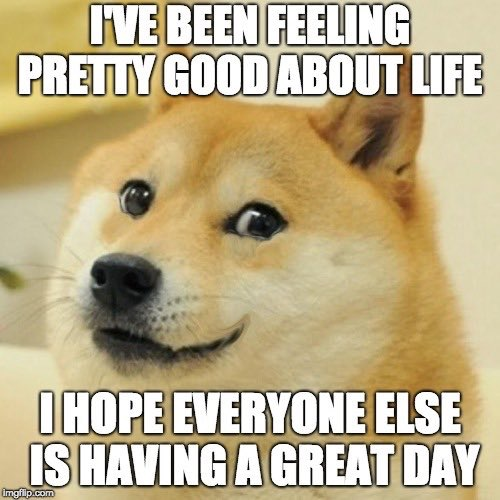 I'VE BEEN FEELING
PRETTY GOOD ABOUT LIFE
I HOPE EVERYONE ELSE
IS HAVING A GREAT DAY
imgflip.com